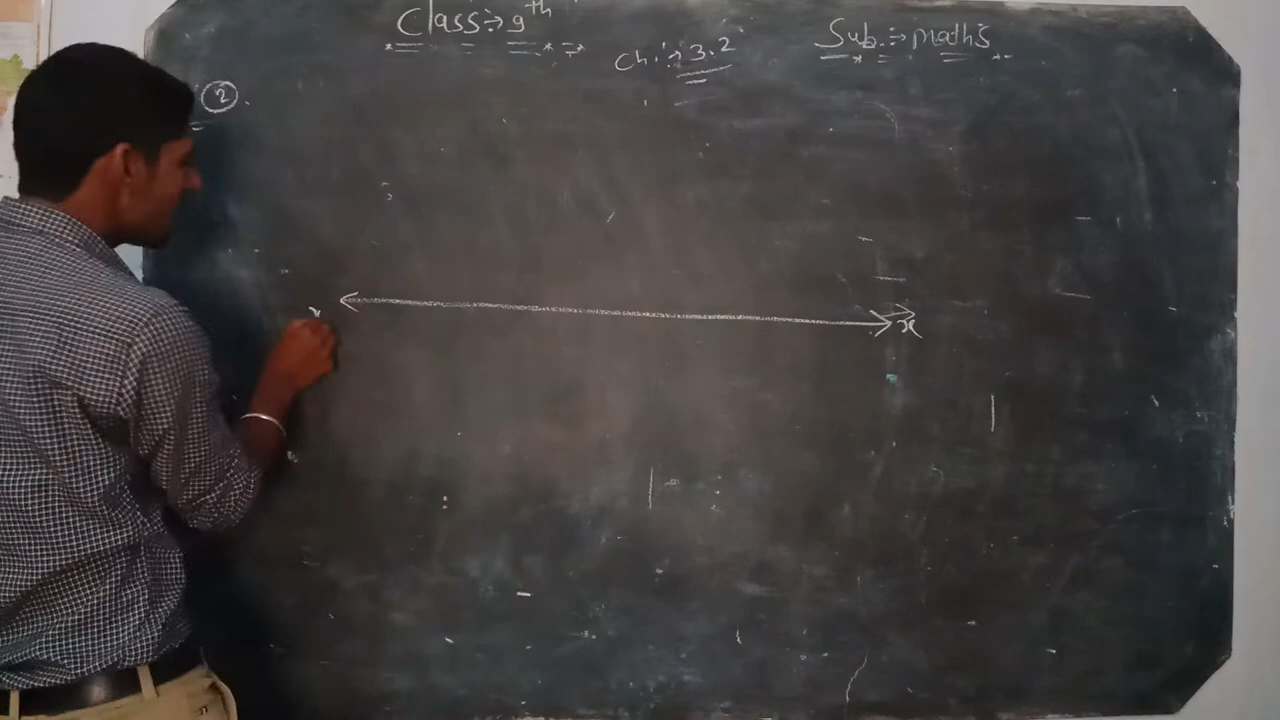 Class:→ 9th
Sub.:→ maths
Ch.:→ 3.2
2.
x x